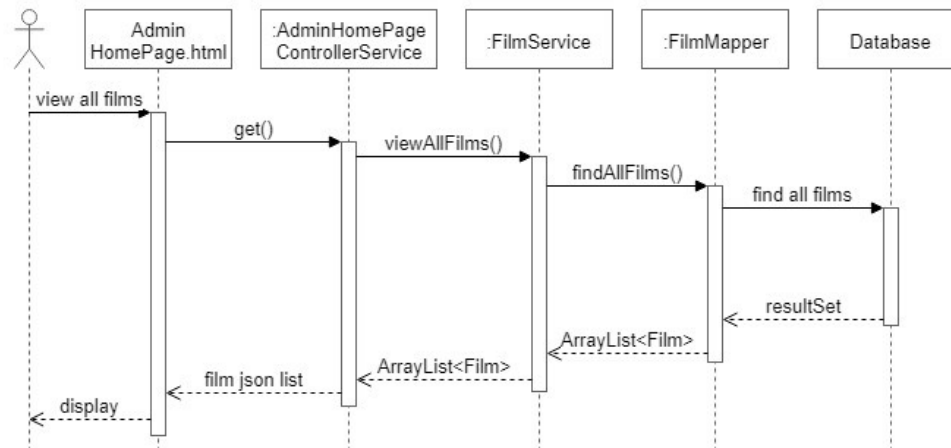 Admin
HomePage.html
:AdminHomePage
ControllerService
:FilmService
:FilmMapper
Database
view all films
get()
viewAllFilms()
findAllFilms()
find all films
resultSet
ArrayList<Film>
ArrayList<Film>
film json list
display